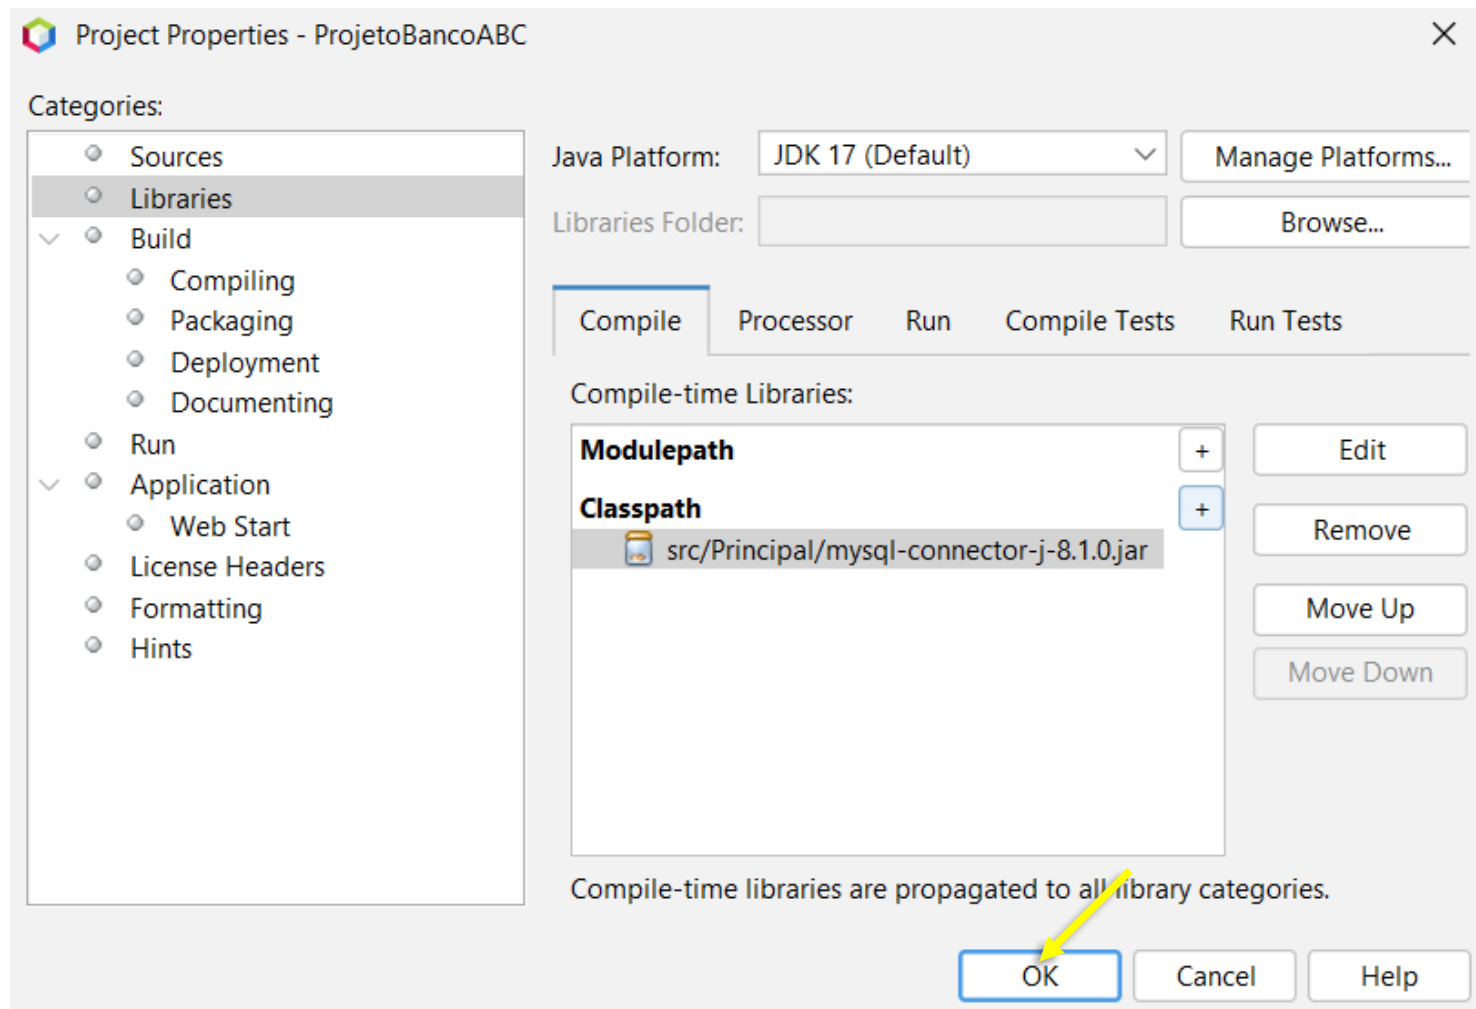 Project Properties - ProjetoBancoABC
Categories:
Sources
Libraries
Build
Compiling
Packaging
Deployment
Documenting
Run
Application
Web Start
License Headers
Formatting
Hints
Java Platform: JDK 17 (Default) Manage Platforms...
Libraries Folder: Browse...
Compile Processor Run Compile Tests Run Tests
Compile-time Libraries:
Modulepath +
Classpath +
src/Principal/mysql-connector-j-8.1.0.jar
Edit
Remove
Move Up
Move Down
Compile-time libraries are propagated to all library categories.
OK Cancel Help